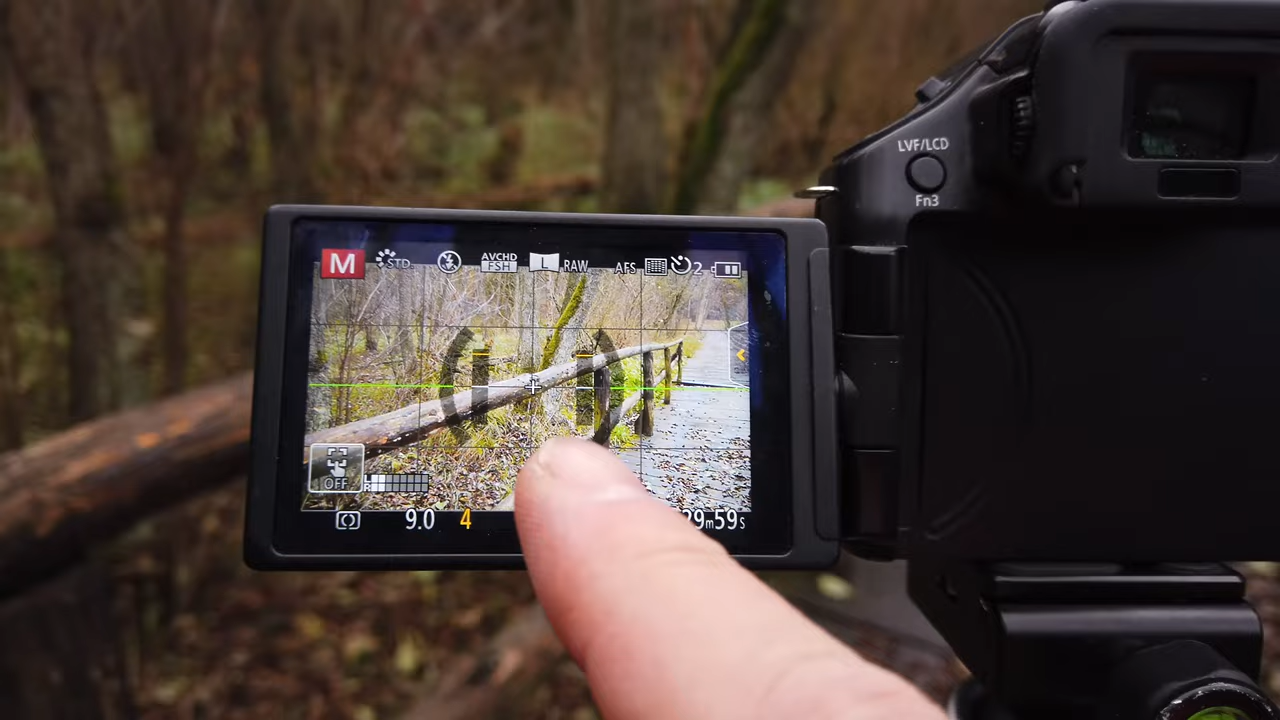 LVF/LCD
Fn3
M STD. AVCHD L RAW AFS 2
FSH
OFF
L
R
9.0 4 29m59s